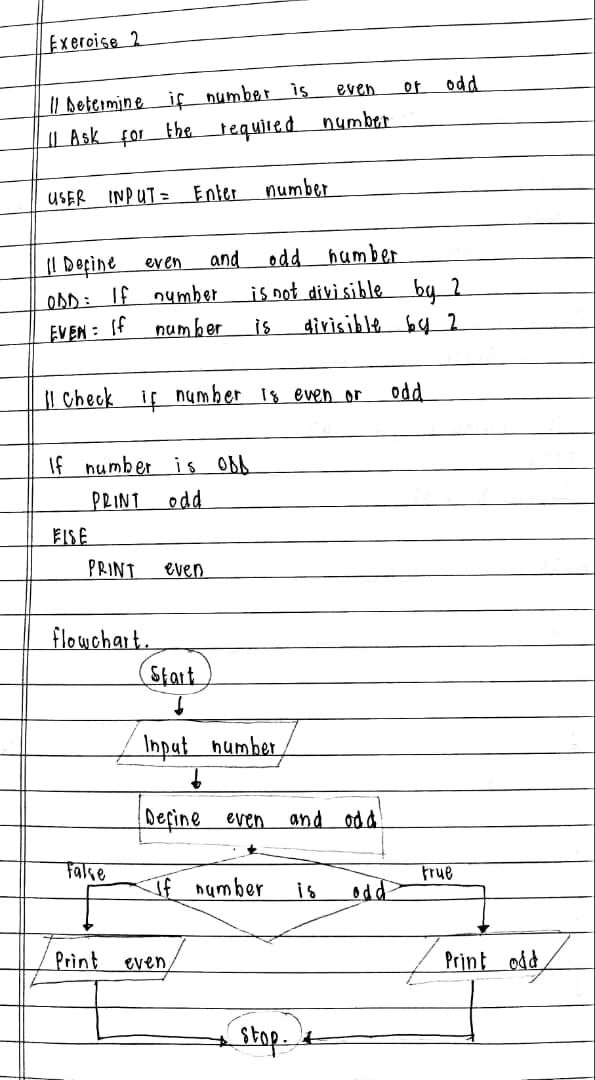 Exercise 2
// Determine if number is even or odd
// Ask for the required number
USER INPUT = Enter number
// Define even and odd number
ODD: If number is not divisible by 2
EVEN: If number is divisible by 2
// Check if number is even or odd
If number is ODD
PRINT odd
ELSE
PRINT even
flowchart.
Start
Input number
Define even and odd
False
true
If number is odd
Print even
Print odd
Stop.